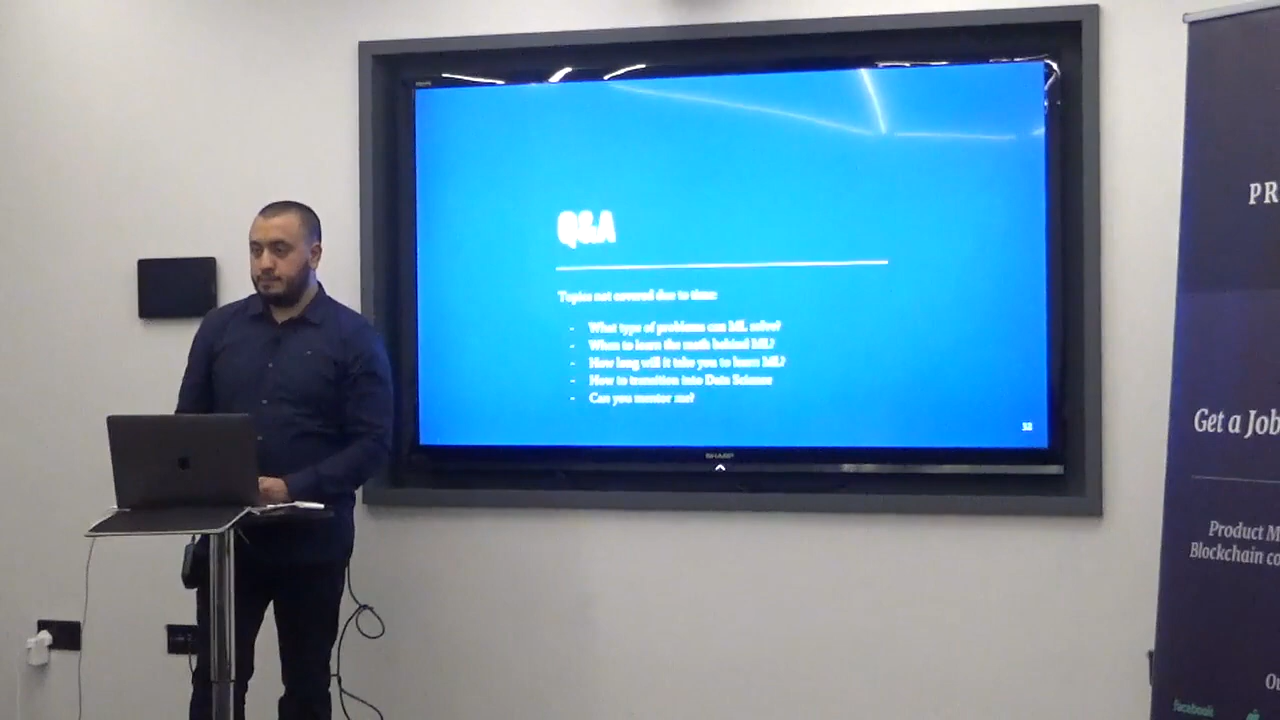 Q&A
Topics not covered due to time:
- What type of problems can ML solve?
- When to learn the math behind ML?
- How long will it take you to learn ML?
- How to transition into Data Science
- Can you mentor me?
32
SHARP
PR
Get a Job
Product M
Blockchain co
facebook